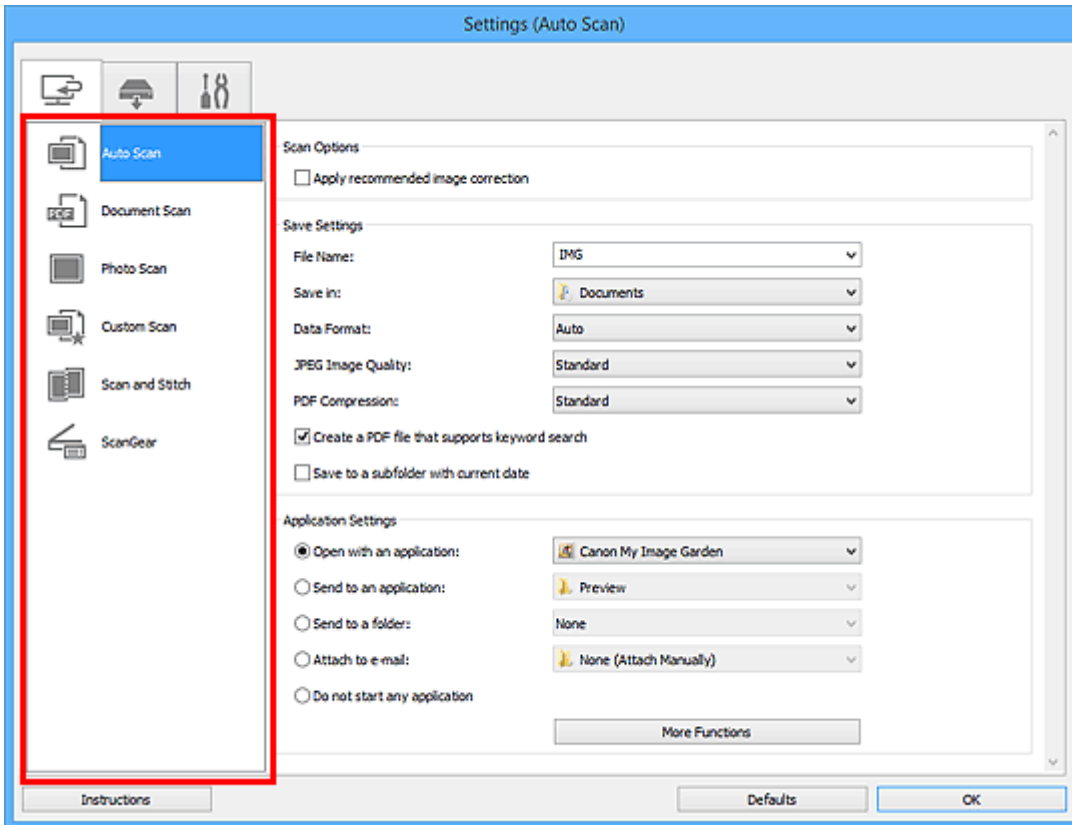 Settings (Auto Scan)
Auto Scan
Document Scan
PDF
Photo Scan
Custom Scan
Scan and Stitch
ScanGear
Scan Options
Apply recommended image correction
Save Settings
File Name: IMG
Save in: Documents
Data Format: Auto
JPEG Image Quality: Standard
PDF Compression: Standard
Create a PDF file that supports keyword search
Save to a subfolder with current date
Application Settings
Open with an application: Canon My Image Garden
Send to an application: Preview
Send to a folder: None
Attach to e-mail: None (Attach Manually)
Do not start any application
More Functions
Instructions Defaults OK